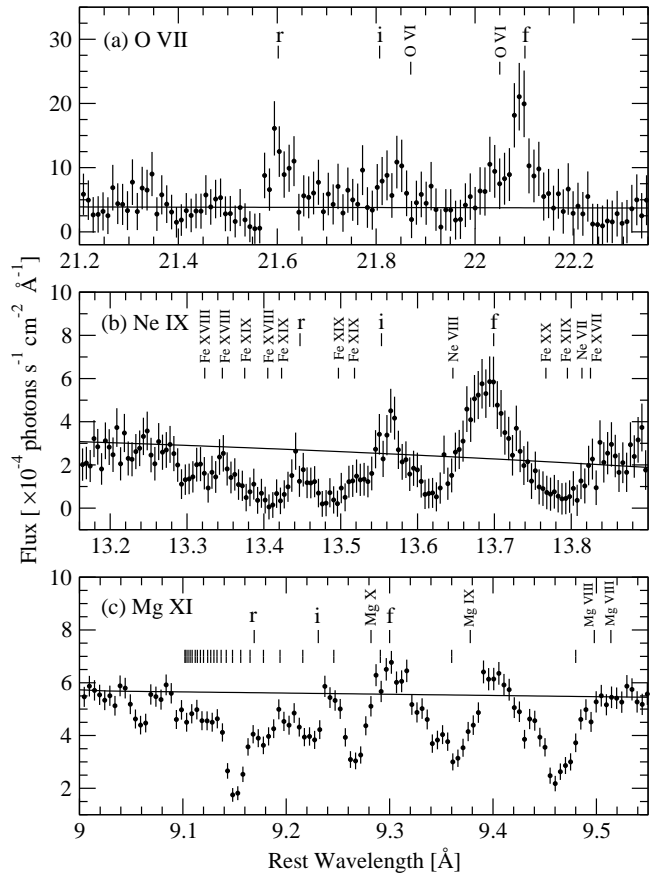 (a) O VII
r
i
O VI
O VI
f
30
20
10
0
21.2
21.4
21.6
21.8
22
22.2
(b) Ne IX
Fe XVIII
Fe XVIII
Fe XIX
Fe XVIII
Fe XIX
r
Fe XIX
Fe XIX
i
Ne VIII
f
Fe XX
Fe XIX
Ne VII
Fe XVII
10
8
6
4
2
0
13.2
13.3
13.4
13.5
13.6
13.7
13.8
Flux [ ×10⁻⁴ photons s⁻¹ cm⁻² Å⁻¹]
(c) Mg XI
r
i
Mg X
f
Mg IX
Mg VIII
Mg VIII
10
8
6
4
2
9
9.1
9.2
9.3
9.4
9.5
Rest Wavelength [Å]